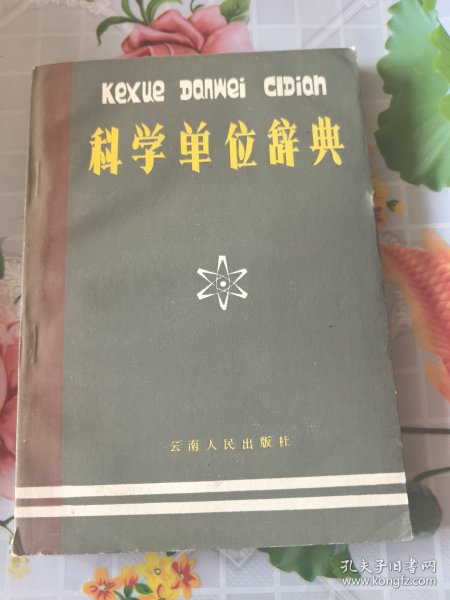 Kexue Danwei Cidian
科学单位辞典
云南人民出版社
孔夫子旧书网
www.kongfz.com